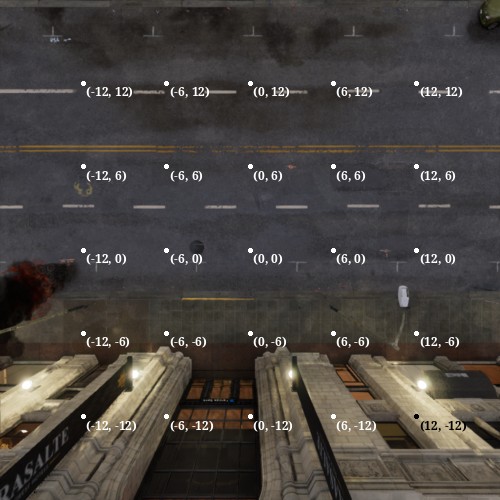 (-12, 12) (-6, 12) (0, 12) (6, 12) (12, 12)
(-12, 6) (-6, 6) (0, 6) (6, 6) (12, 6)
(-12, 0) (-6, 0) (0, 0) (6, 0) (12, 0)
(-12, -6) (-6, -6) (0, -6) (6, -6) (12, -6)
(-12, -12) (-6, -12) (0, -12) (6, -12) (12, -12)
RASALTE